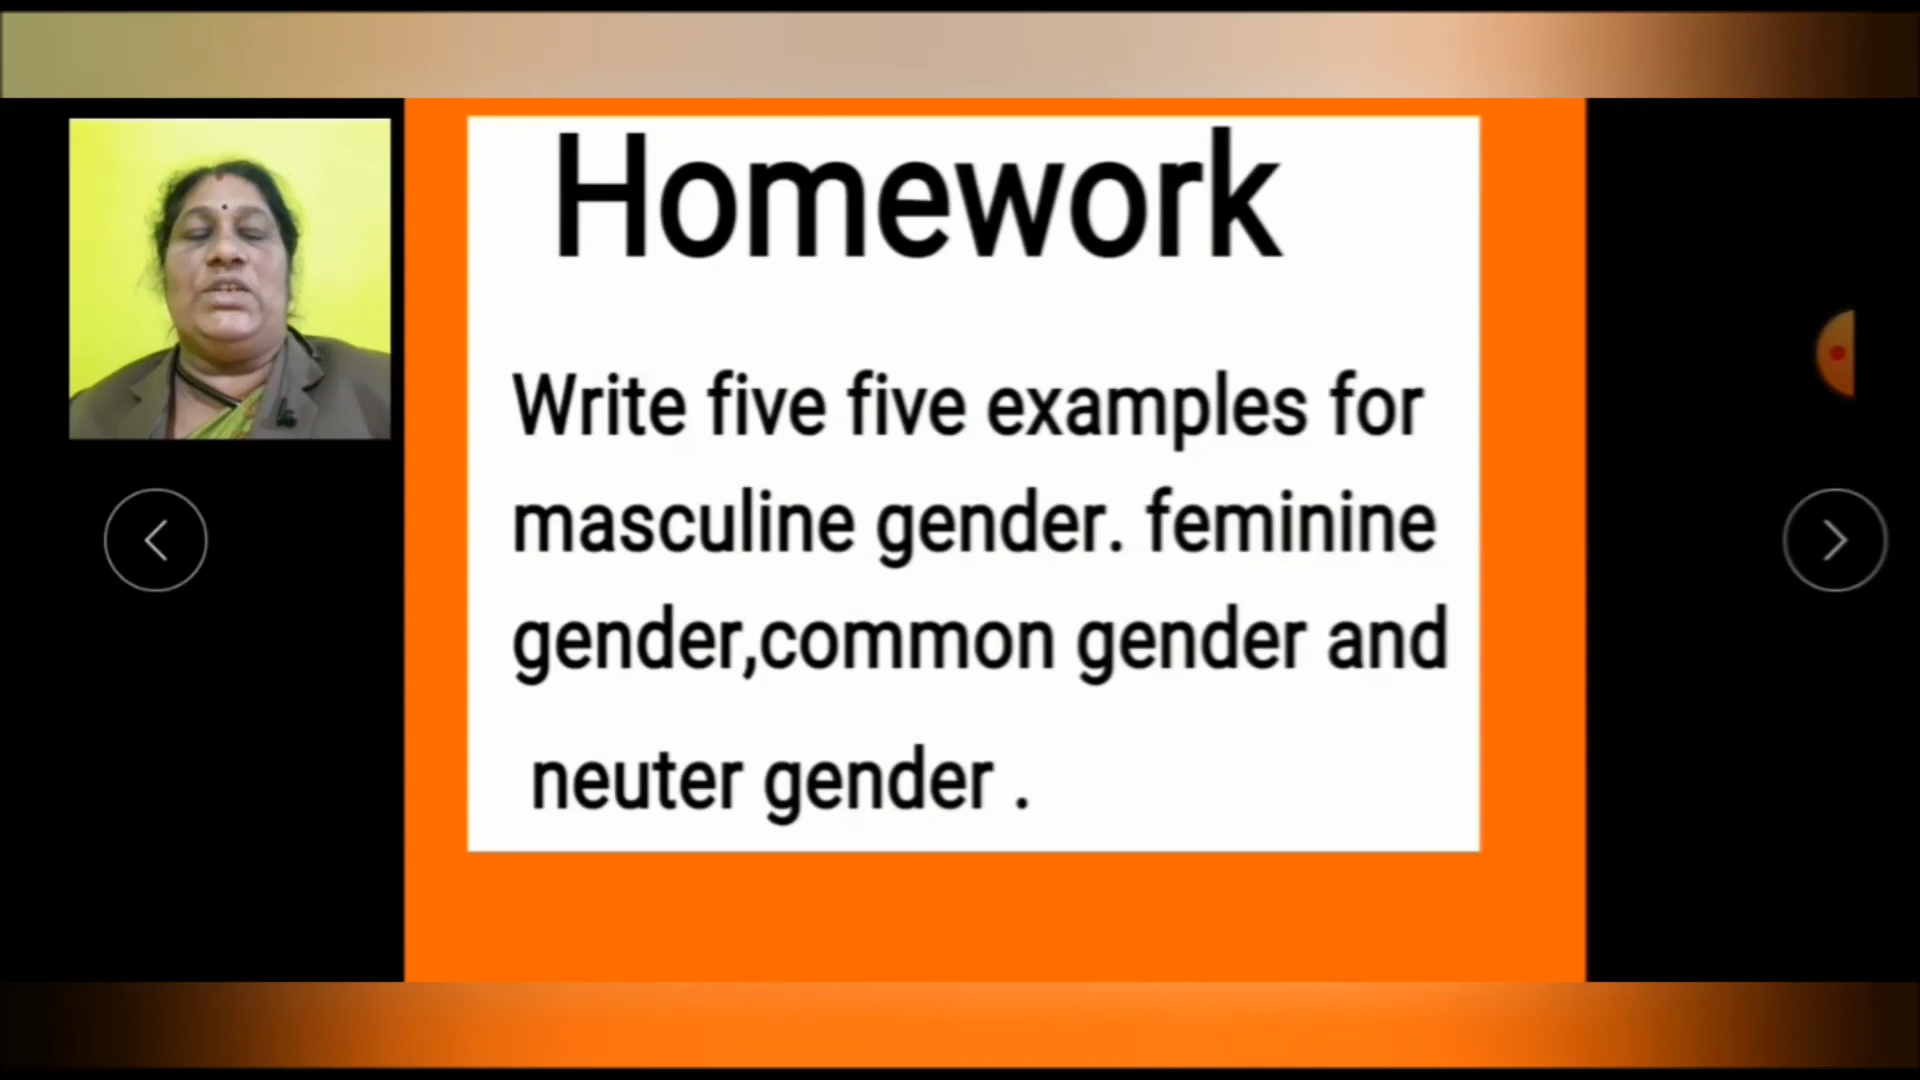 Homework
Write five five examples for
masculine gender. feminine
gender,common gender and
neuter gender .